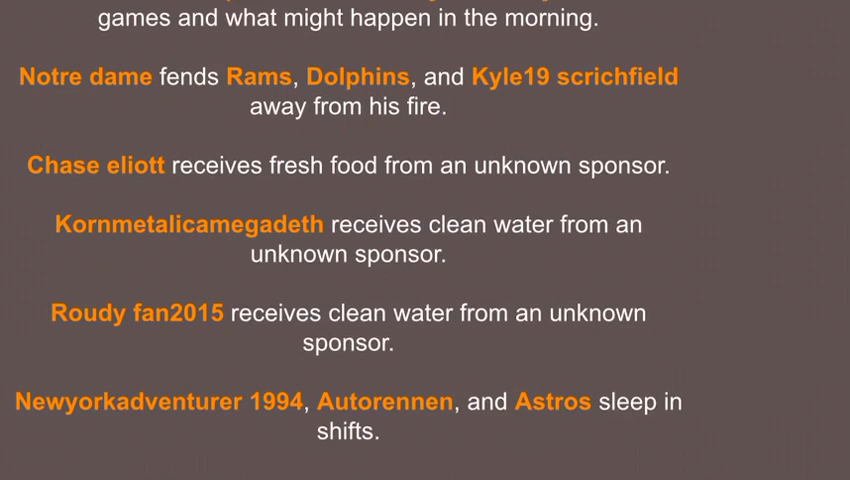 games and what might happen in the morning.
Notre dame fends Rams, Dolphins, and Kyle19 scrichfield
away from his fire.
Chase eliott receives fresh food from an unknown sponsor.
Kornmetalicamegadeth receives clean water from an
unknown sponsor.
Roudy fan2015 receives clean water from an unknown
sponsor.
Newyorkadventurer 1994, Autorennen, and Astros sleep in
shifts.